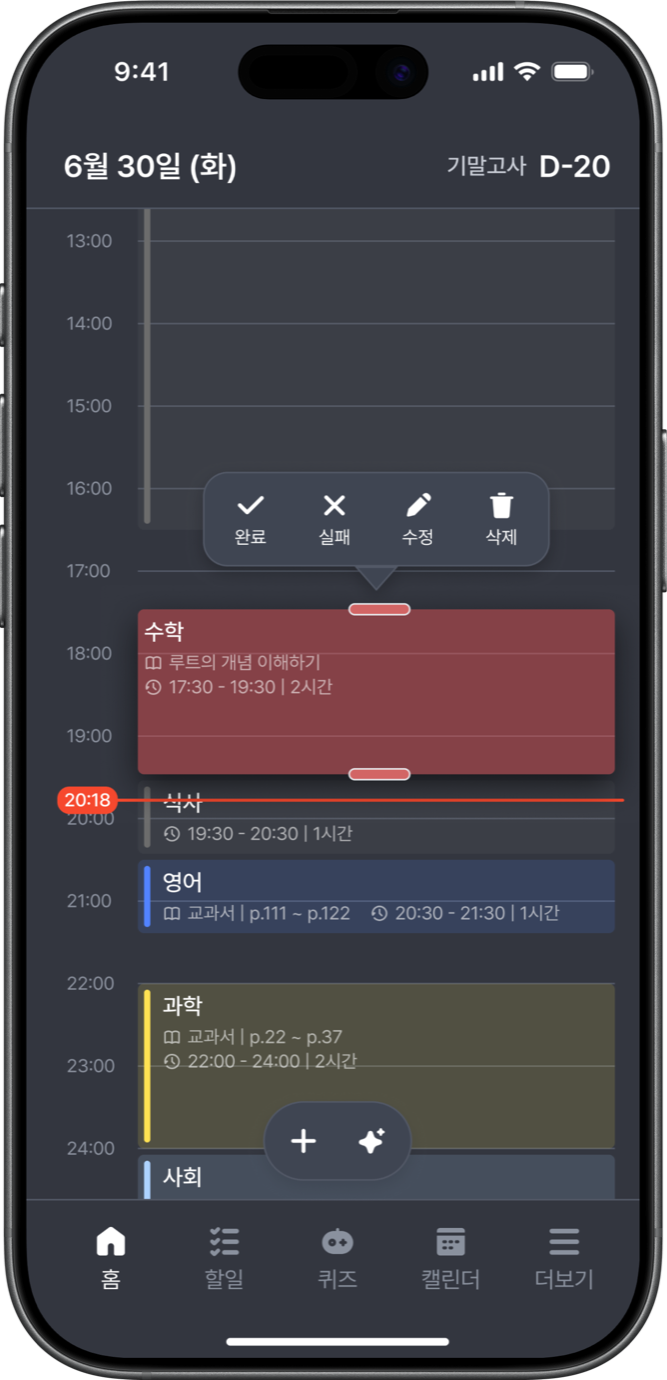 9:41
6월 30일 (화)
기말고사 D-20
13:00
14:00
15:00
16:00
완료 실패 수정 삭제
17:00
수학
18:00
루트의 개념 이해하기
17:30 - 19:30 | 2시간
19:00
20:18
식사
20:00
19:30 - 20:30 | 1시간
영어
21:00
교과서 | p.111 ~ p.122 20:30 - 21:30 | 1시간
22:00
과학
교과서 | p.22 ~ p.37
22:00 - 24:00 | 2시간
23:00
24:00
사회
홈 할일 퀴즈 캘린더 더보기